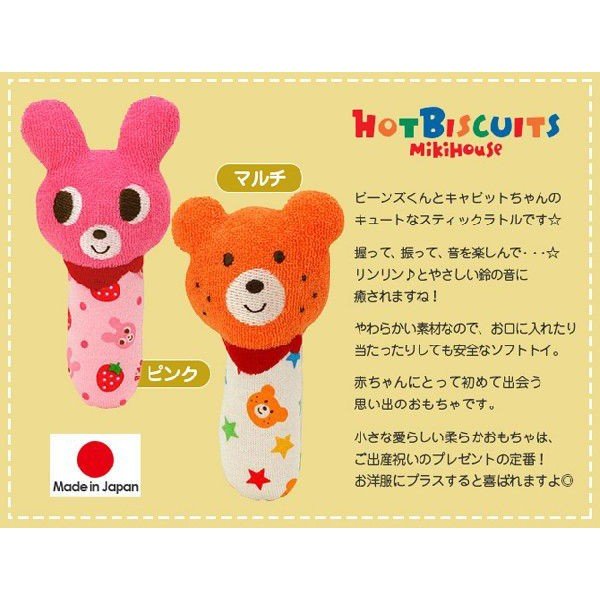 HOTBISCUITS
MIKIHOUSE
マルチ
ピーンズくんとキャビットちゃんの
キュートなスティックラトルです☆
握って、振って、音を楽しんで・・・☆
リンリン♪とやさしい鈴の音に
癒されますね！
やわらかい素材なので、お口に入れたり
当たったりしても安全なソフトトイ。
赤ちゃんにとって初めて出会う
思い出のおもちゃです。
小さな愛らしい柔らかおもちゃは、
ご出産祝いのプレゼントの定番！
お洋服にプラスすると喜ばれますよ◎
ピンク
Made in Japan